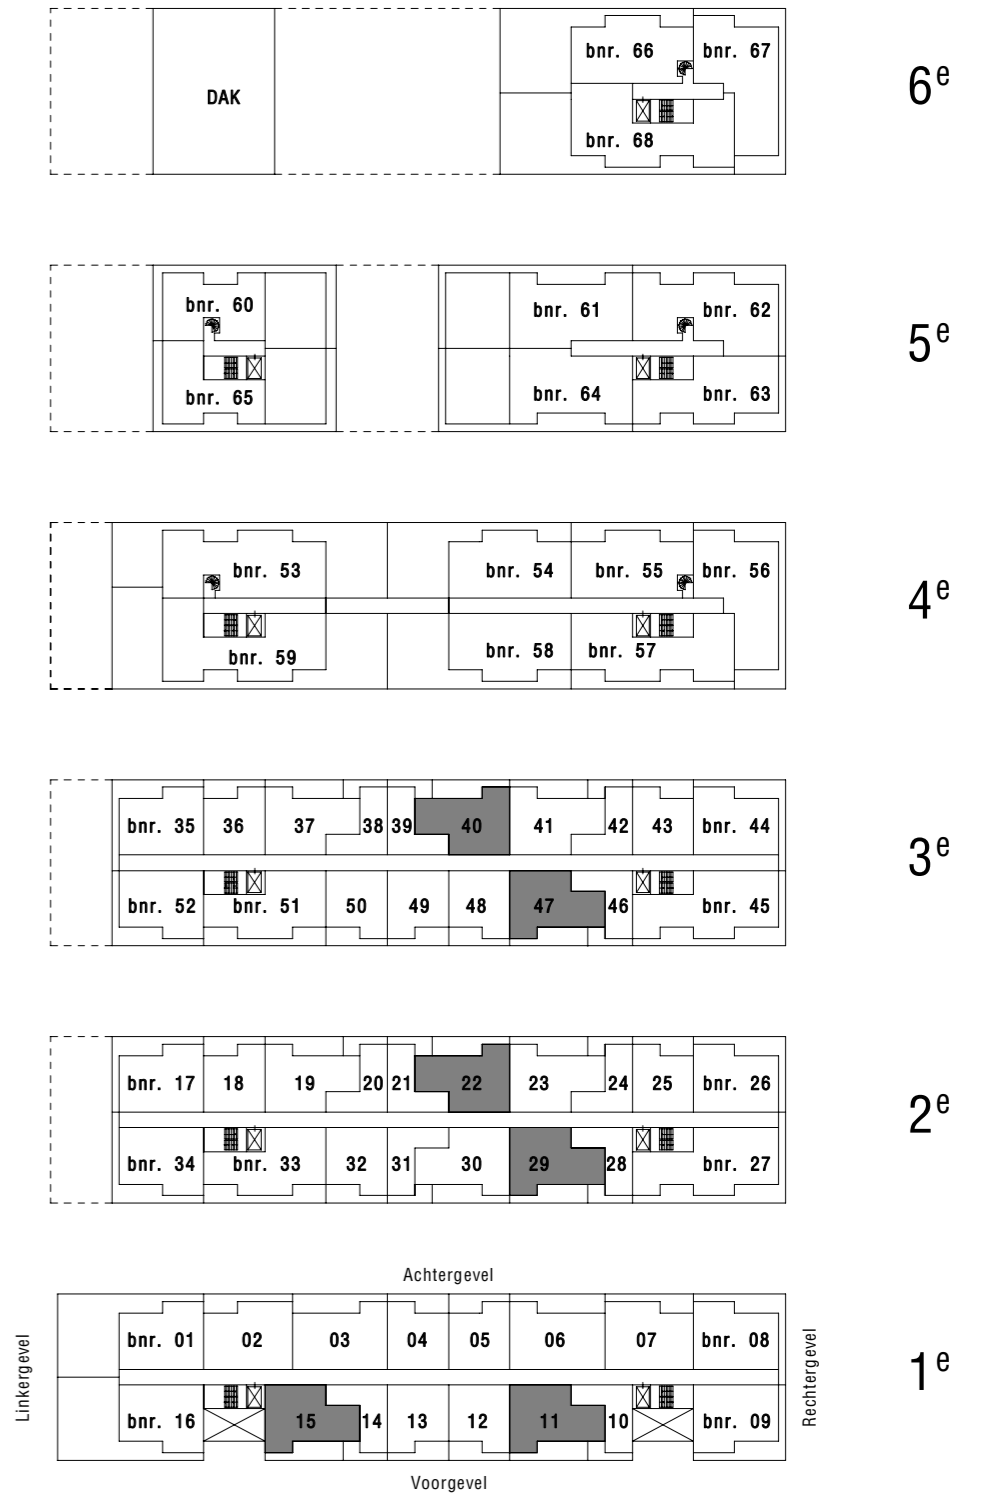 bnr. 66 bnr. 67
6e
DAK
bnr. 68
bnr. 60 bnr. 61 bnr. 62
5e
bnr. 65 bnr. 64 bnr. 63
bnr. 53 bnr. 54 bnr. 55 bnr. 56
4e
bnr. 59 bnr. 58 bnr. 57
bnr. 35 36 37 38 39 40 41 42 43 bnr. 44
3e
bnr. 52 bnr. 51 50 49 48 47 46 bnr. 45
bnr. 17 18 19 20 21 22 23 24 25 bnr. 26
2e
bnr. 34 bnr. 33 32 31 30 29 28 bnr. 27
Achtergevel
bnr. 01 02 03 04 05 06 07 bnr. 08
Linkergevel
Rechtergevel
1e
bnr. 16 15 14 13 12 11 10 bnr. 09
Voorgevel